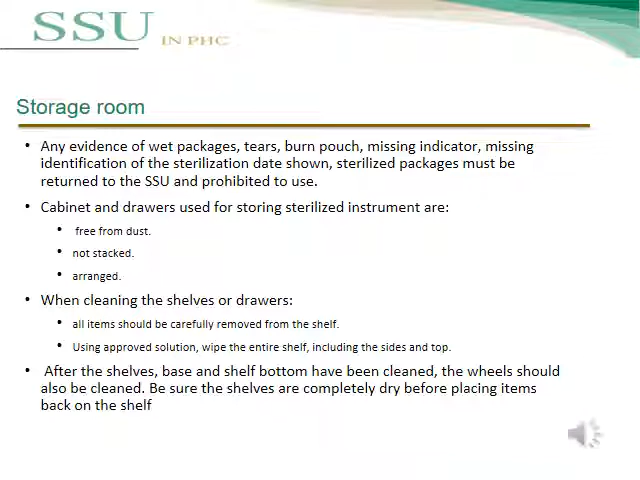 SSU IN PHC
Storage room
• Any evidence of wet packages, tears, burn pouch, missing indicator, missing
identification of the sterilization date shown, sterilized packages must be
returned to the SSU and prohibited to use.
• Cabinet and drawers used for storing sterilized instrument are:
• free from dust.
• not stacked.
• arranged.
• When cleaning the shelves or drawers:
• all items should be carefully removed from the shelf.
• Using approved solution, wipe the entire shelf, including the sides and top.
• After the shelves, base and shelf bottom have been cleaned, the wheels should
also be cleaned. Be sure the shelves are completely dry before placing items
back on the shelf